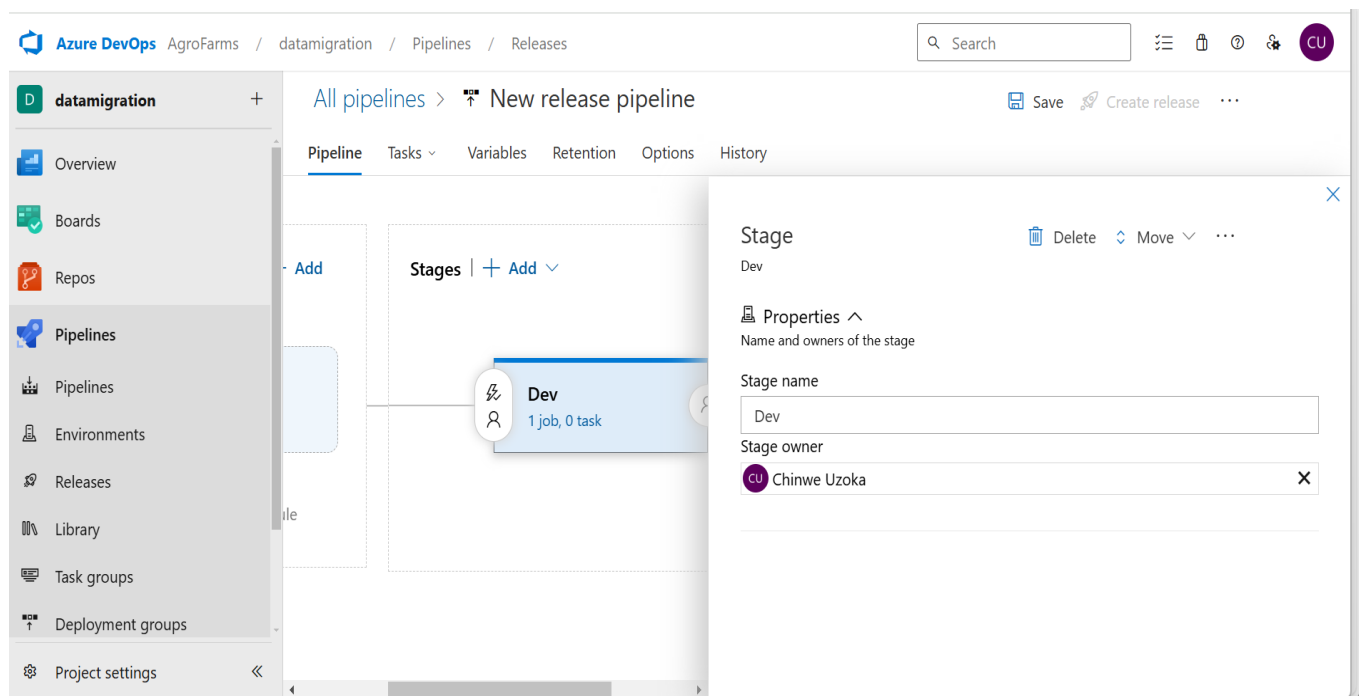 Azure DevOps AgroFarms / datamigration / Pipelines / Releases
Search
CU
D datamigration +
All pipelines > New release pipeline
Save Create release ...
Overview
Boards
Repos
Pipelines
Pipelines
Environments
Releases
Library
Task groups
Deployment groups
Project settings
Pipeline Tasks Variables Retention Options History
Add
Stages | + Add
Dev
1 job, 0 task
Stage
Delete Move ...
Dev
Properties
Name and owners of the stage
Stage name
Dev
Stage owner
CU Chinwe Uzoka